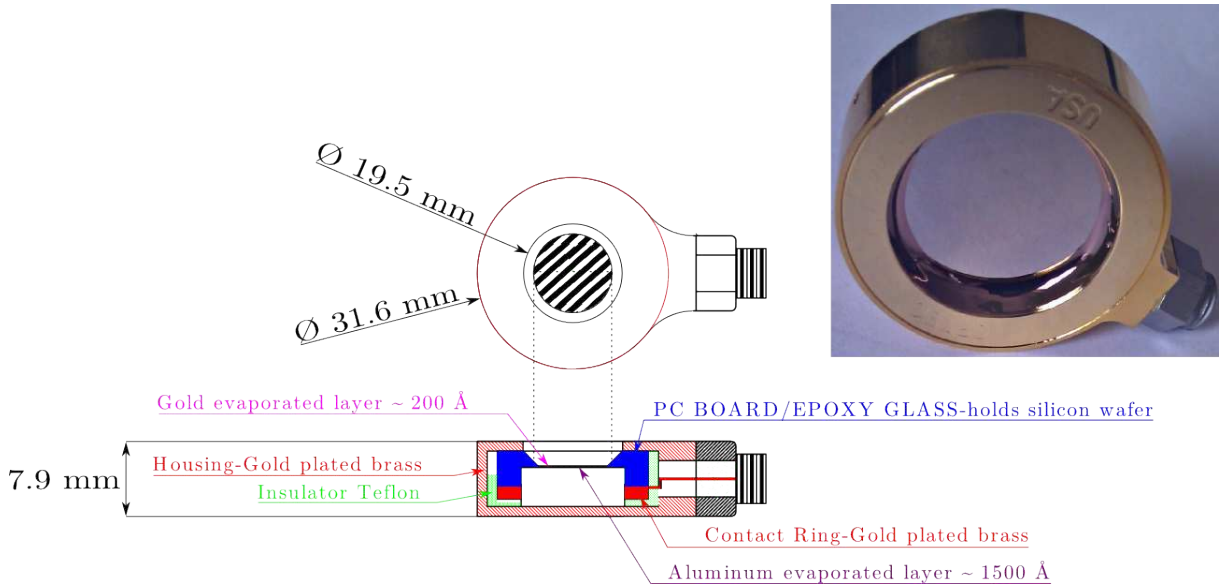 Ø 19.5 mm
Ø 31.6 mm
USA
Gold evaporated layer ~ 200 Å
PC BOARD/EPOXY GLASS-holds silicon wafer
7.9 mm
Housing-Gold plated brass
Insulator Teflon
Contact Ring-Gold plated brass
Aluminum evaporated layer ~ 1500 Å